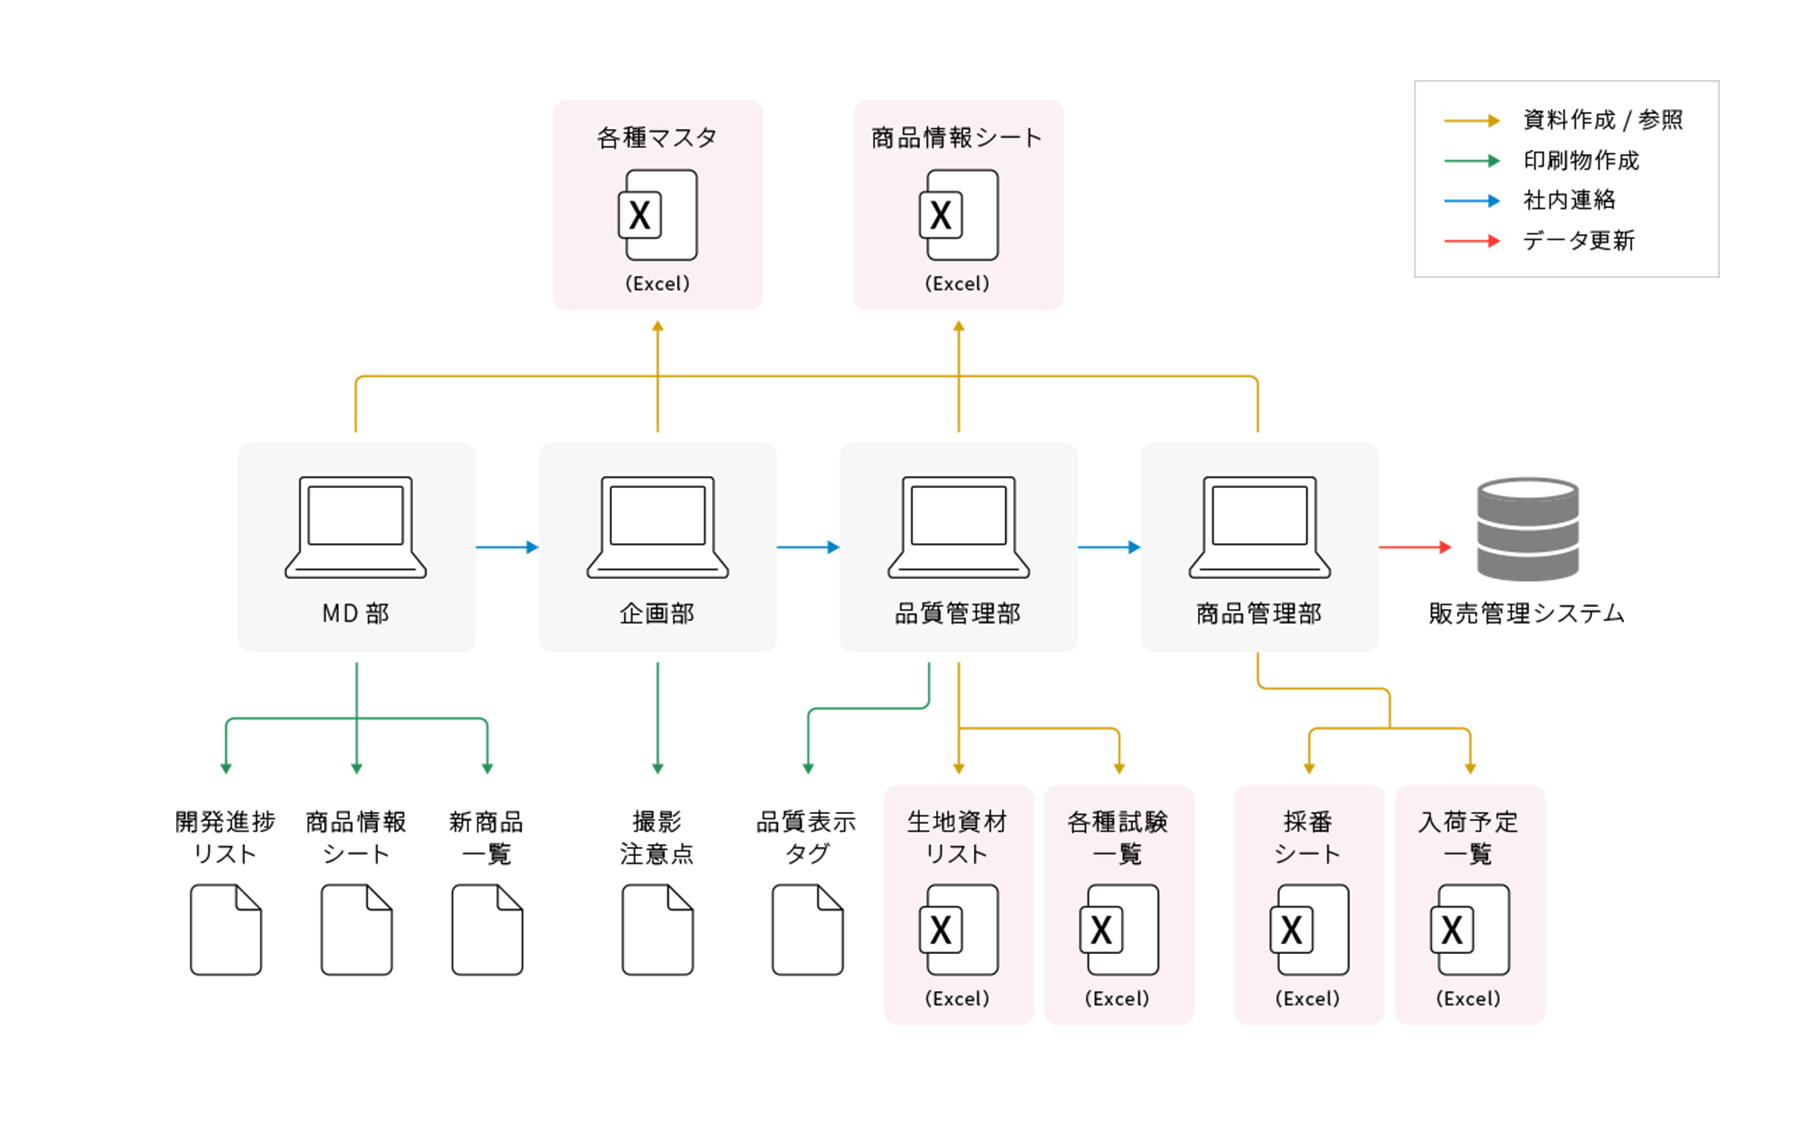 各種マスタ
X
(Excel)
商品情報シート
X
(Excel)
資料作成 / 参照
印刷物作成
社内連絡
データ更新
MD 部
企画部
品質管理部
商品管理部
販売管理システム
開発進捗
リスト
商品情報
シート
新商品
一覧
撮影
注意点
品質表示
タグ
生地資材
リスト
X
(Excel)
各種試験
一覧
X
(Excel)
採番
シート
X
(Excel)
入荷予定
一覧
X
(Excel)